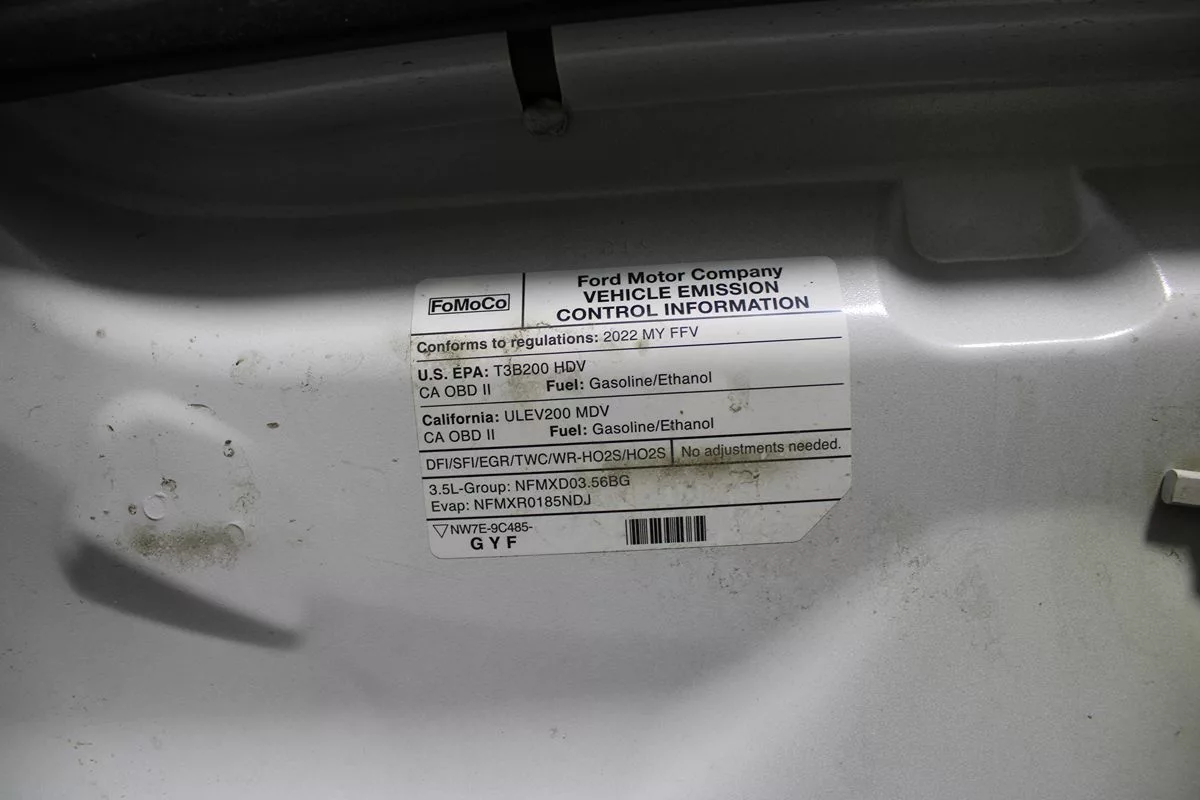 FoMoCo
Ford Motor Company
VEHICLE EMISSION
CONTROL INFORMATION
Conforms to regulations: 2022 MY FFV
U.S. EPA: T3B200 HDV
CA OBD II Fuel: Gasoline/Ethanol
California: ULEV200 MDV
CA OBD II Fuel: Gasoline/Ethanol
DFI/SFI/EGR/TWC/WR-HO2S/HO2S No adjustments needed.
3.5L-Group: NFMXD03.56BG
Evap: NFMXR0185NDJ
NW7E-9C485-
G Y F